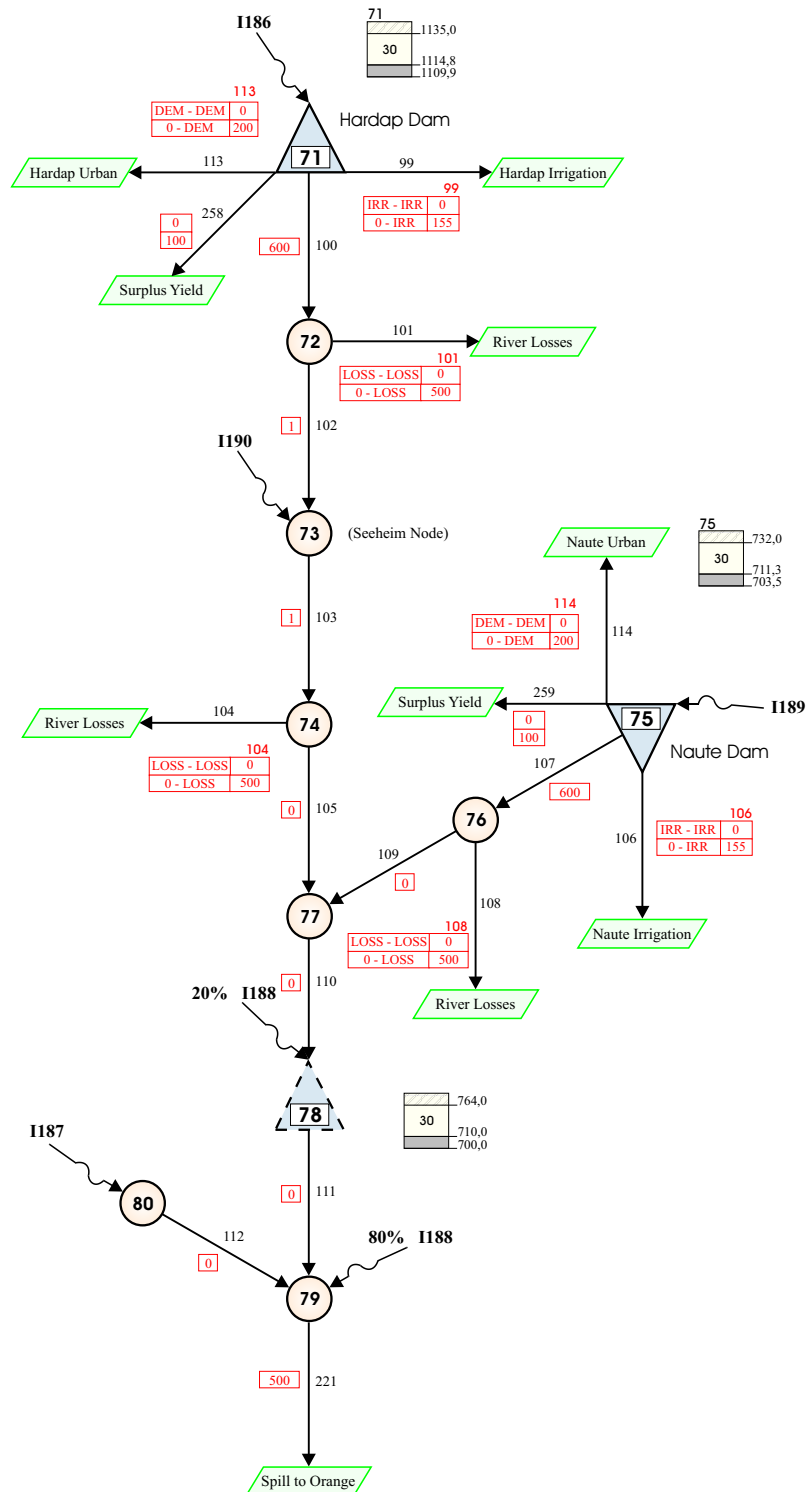 I186
71
1135,0
30
1114,8
1109,9
113
DEM - DEM 0
0 - DEM 200
Hardap Dam
71
Hardap Urban
113
99
Hardap Irrigation
99
IRR - IRR 0
0 - IRR 155
258
0
100
600
100
Surplus Yield
72
101
River Losses
101
LOSS - LOSS 0
0 - LOSS 500
1
102
I190
73
(Seeheim Node)
Naute Urban
75
732,0
30
711,3
703,5
1
103
114
DEM - DEM 0
0 - DEM 200
114
River Losses
104
74
Surplus Yield
259
0
100
75
I189
Naute Dam
104
LOSS - LOSS 0
0 - LOSS 500
0
105
107
600
76
106
106
IRR - IRR 0
0 - IRR 155
109
0
77
108
108
LOSS - LOSS 0
0 - LOSS 500
Naute Irrigation
0
110
River Losses
20% I188
78
764,0
30
710,0
700,0
I187
80
0
111
112
0
80% I188
79
500
221
Spill to Orange